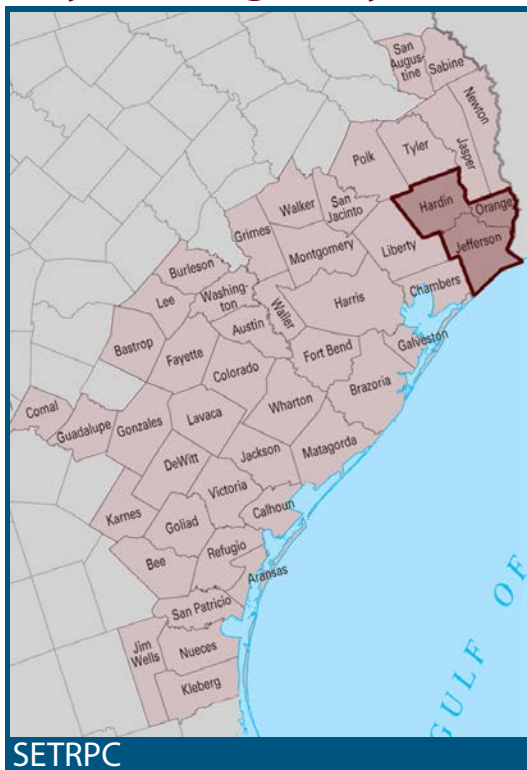 San
Augus-
tine
Sabine
Newton
Jasper
Tyler
Polk
Hardin
Orange
Jefferson
San
Jacinto
Walker
Grimes
Montgomery
Liberty
Chambers
Burleson
Washing-
ton
Waller
Harris
Lee
Austin
Galveston
Bastrop
Fayette
Colorado
Fort Bend
Brazoria
Comal
Guadalupe
Gonzales
Lavaca
Wharton
DeWitt
Jackson
Matagorda
Victoria
Karnes
Goliad
Calhoun
Bee
Refugio
Aransas
San Patricio
Jim
Wells
Nueces
Kleberg
GULF OF
SETRPC